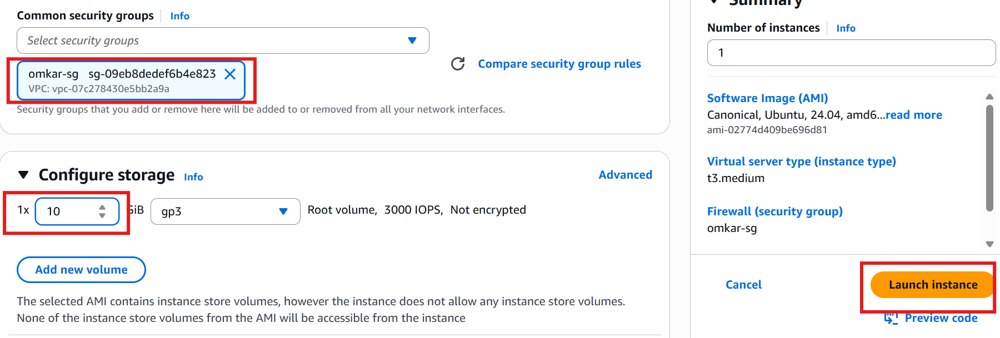 Common security groups Info
Select security groups
omkar-sg sg-09eb8dedef6b4e823
VPC: vpc-07c278430e5bb2a9a
Compare security group rules
Security groups that you add or remove here will be added to or removed from all your network interfaces.
Configure storage Info
Advanced
1x 10 GiB gp3 Root volume, 3000 IOPS, Not encrypted
Add new volume
The selected AMI contains instance store volumes, however the instance does not allow any instance store volumes.
None of the instance store volumes from the AMI will be accessible from the instance
Summary
Number of instances Info
1
Software Image (AMI)
Canonical, Ubuntu, 24.04, amd6...read more
ami-02774d409be696d81
Virtual server type (instance type)
t3.medium
Firewall (security group)
omkar-sg
Cancel
Launch instance
Preview code